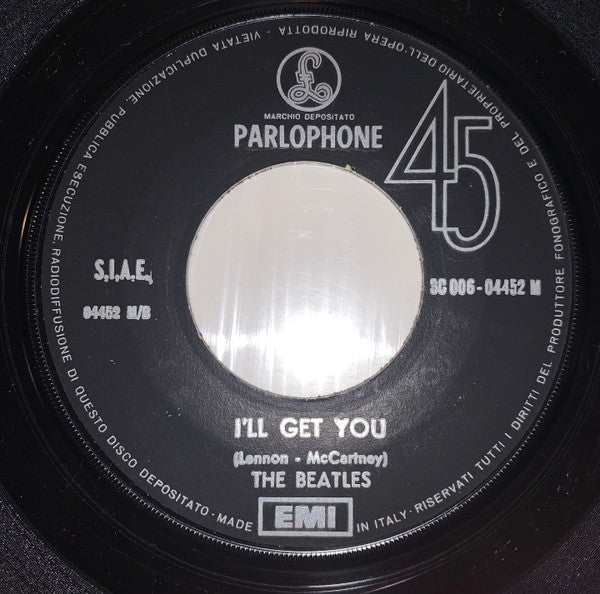 MARCHIO DEPOSITATO
PARLOPHONE
45
S.I.A.E.
04452 M/B
3C 006-04452 M
I'LL GET YOU
(Lennon - McCartney)
THE BEATLES
EMI
MADE IN ITALY - RISERVATI TUTTI I DIRITTI DEL PRODUTTORE FONOGRAFICO E DEL PROPRIETARIO DELL'OPERA RIPRODOTTA - VIETATA DUPLICAZIONE, PUBBLICA ESECUZIONE, RADIODIFFUSIONE DI QUESTO DISCO DEPOSITATO -